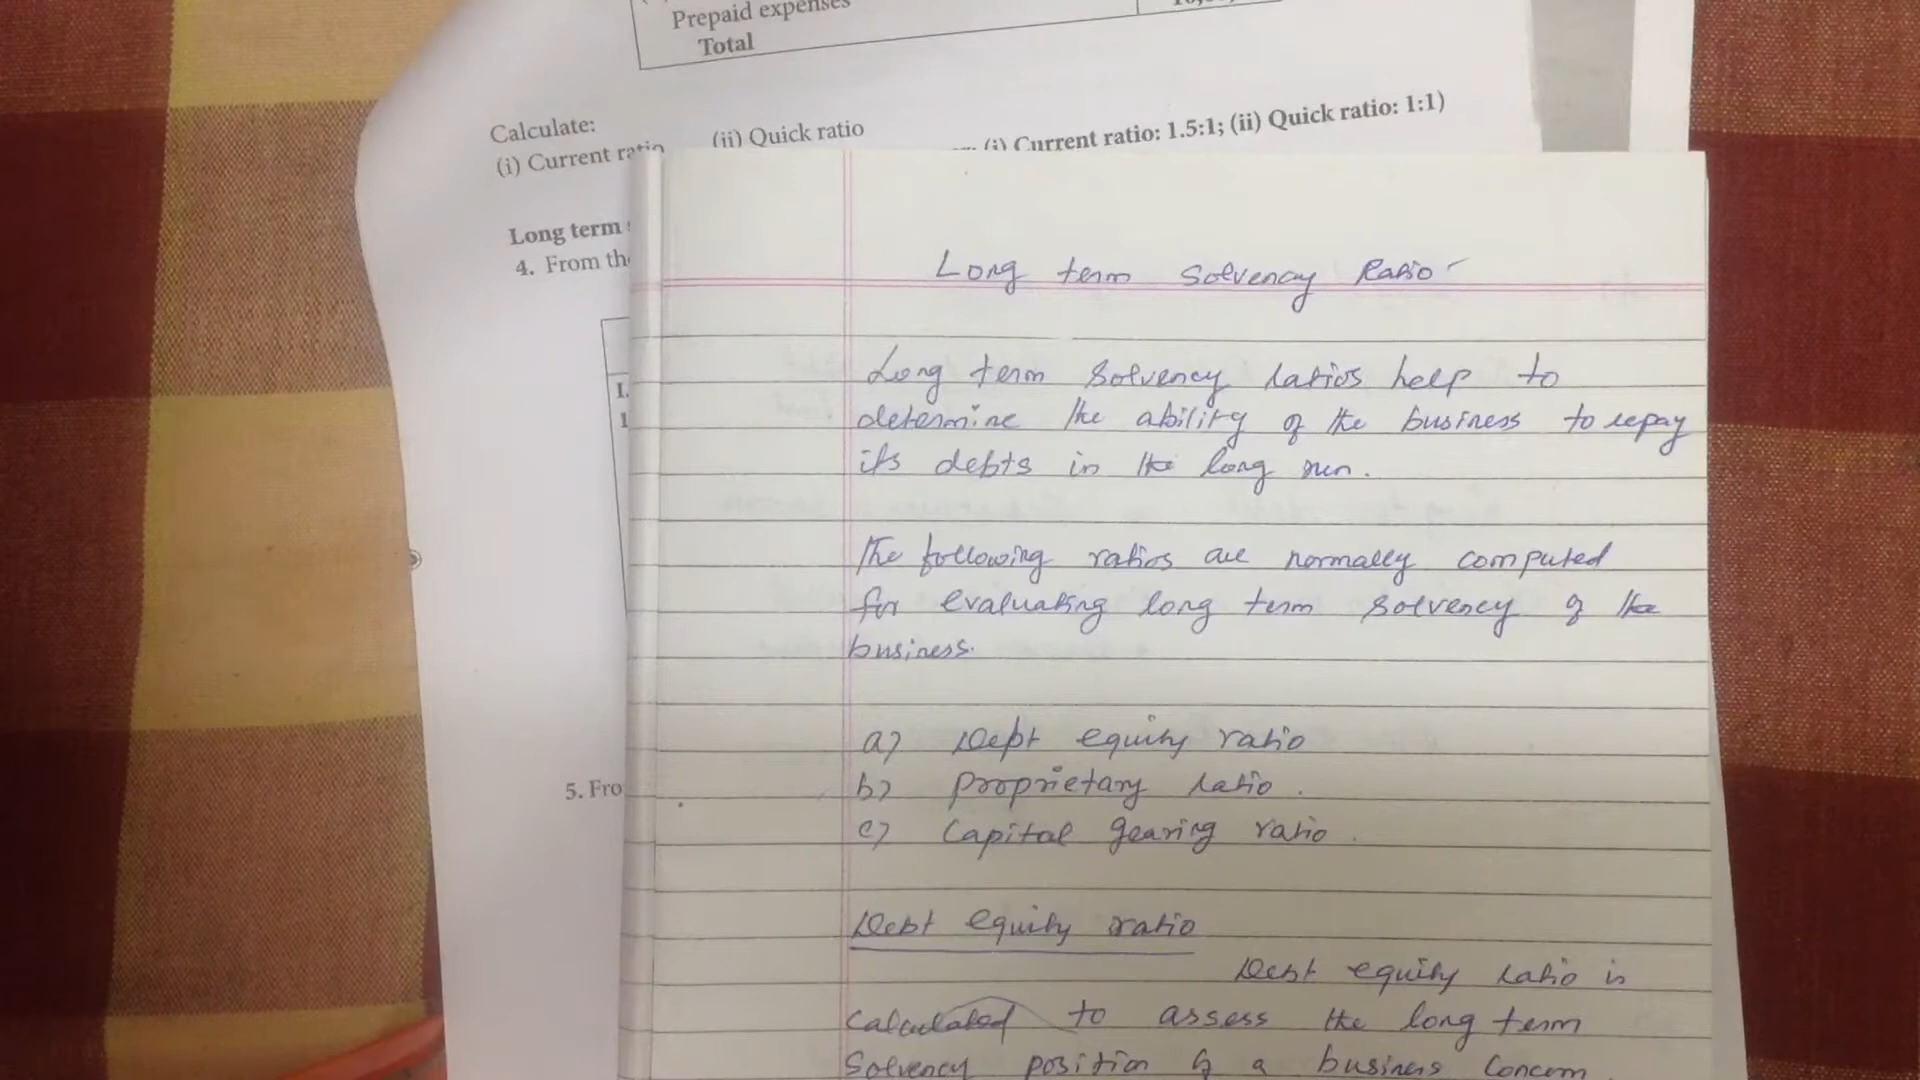 Prepaid expenses
Total
Calculate:
(i) Current ratio (ii) Quick ratio
(i) Current ratio: 1.5:1; (ii) Quick ratio: 1:1)
Long term
4. From the
5. Fro
Long term Solvency Ratio
Long term Solvency ratios help to
determine the ability of the business to repay
its debts in the long run.
The following ratios are normally computed
for evaluating long term solvency of the
business.
a) Dept equity ratio
b) Proprietary ratio.
c) Capital gearing ratio.
Debt equity ratio
Debt equity ratio is
calculated to assess the long term
Solvency position of a business concern.